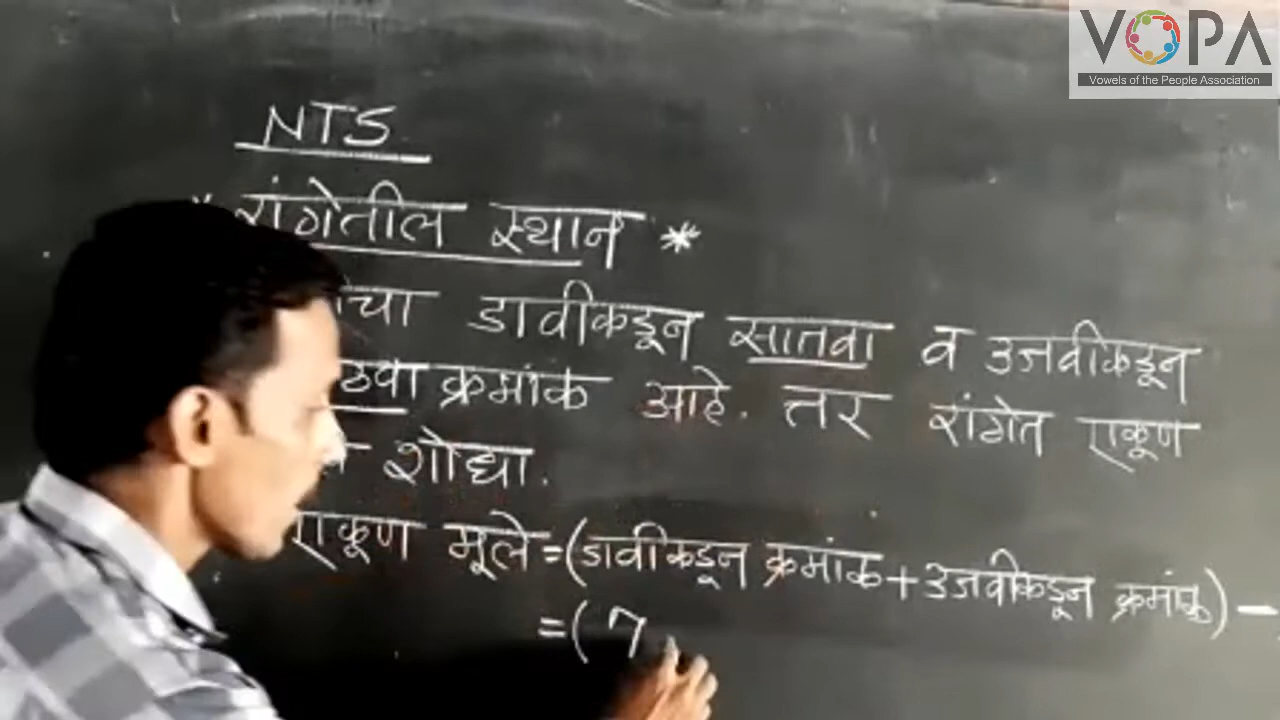 VOPA
Vowels of the People Association
NTS
रांगेतील स्थान *
डावीकडून सातवा व उजवीकडून
क्रमांक आहे. तर रांगेत एकूण
शोधा.
एकूण मूले=(डावीकडून क्रमांक+उजवीकडून क्रमांक)-
=( 7